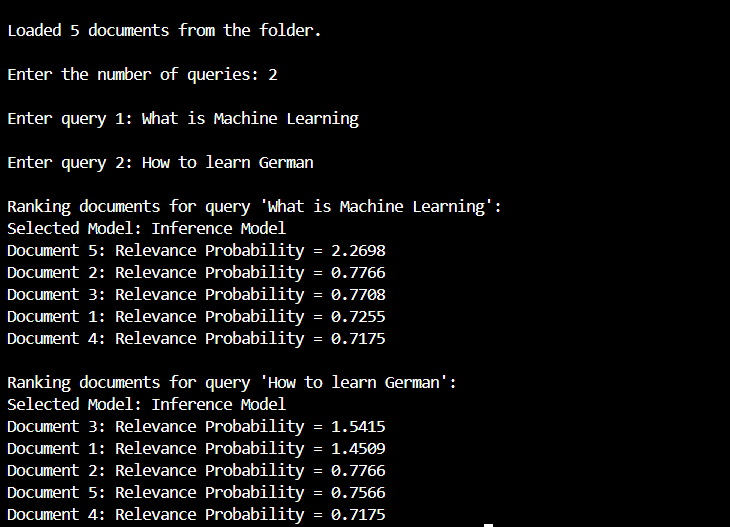 Loaded 5 documents from the folder.
Enter the number of queries: 2
Enter query 1: What is Machine Learning
Enter query 2: How to learn German
Ranking documents for query 'What is Machine Learning':
Selected Model: Inference Model
Document 5: Relevance Probability = 2.2698
Document 2: Relevance Probability = 0.7766
Document 3: Relevance Probability = 0.7708
Document 1: Relevance Probability = 0.7255
Document 4: Relevance Probability = 0.7175
Ranking documents for query 'How to learn German':
Selected Model: Inference Model
Document 3: Relevance Probability = 1.5415
Document 1: Relevance Probability = 1.4509
Document 2: Relevance Probability = 0.7766
Document 5: Relevance Probability = 0.7566
Document 4: Relevance Probability = 0.7175